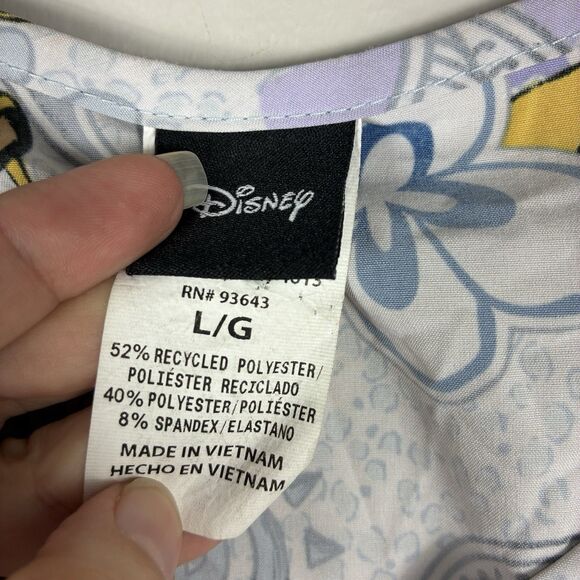 Disney
RN# 93643
L/G
52% RECYCLED POLYESTER/
POLIÉSTER RECICLADO
40% POLYESTER/POLIÉSTER
8% SPANDEX/ELASTANO
MADE IN VIETNAM
HECHO EN VIETNAM